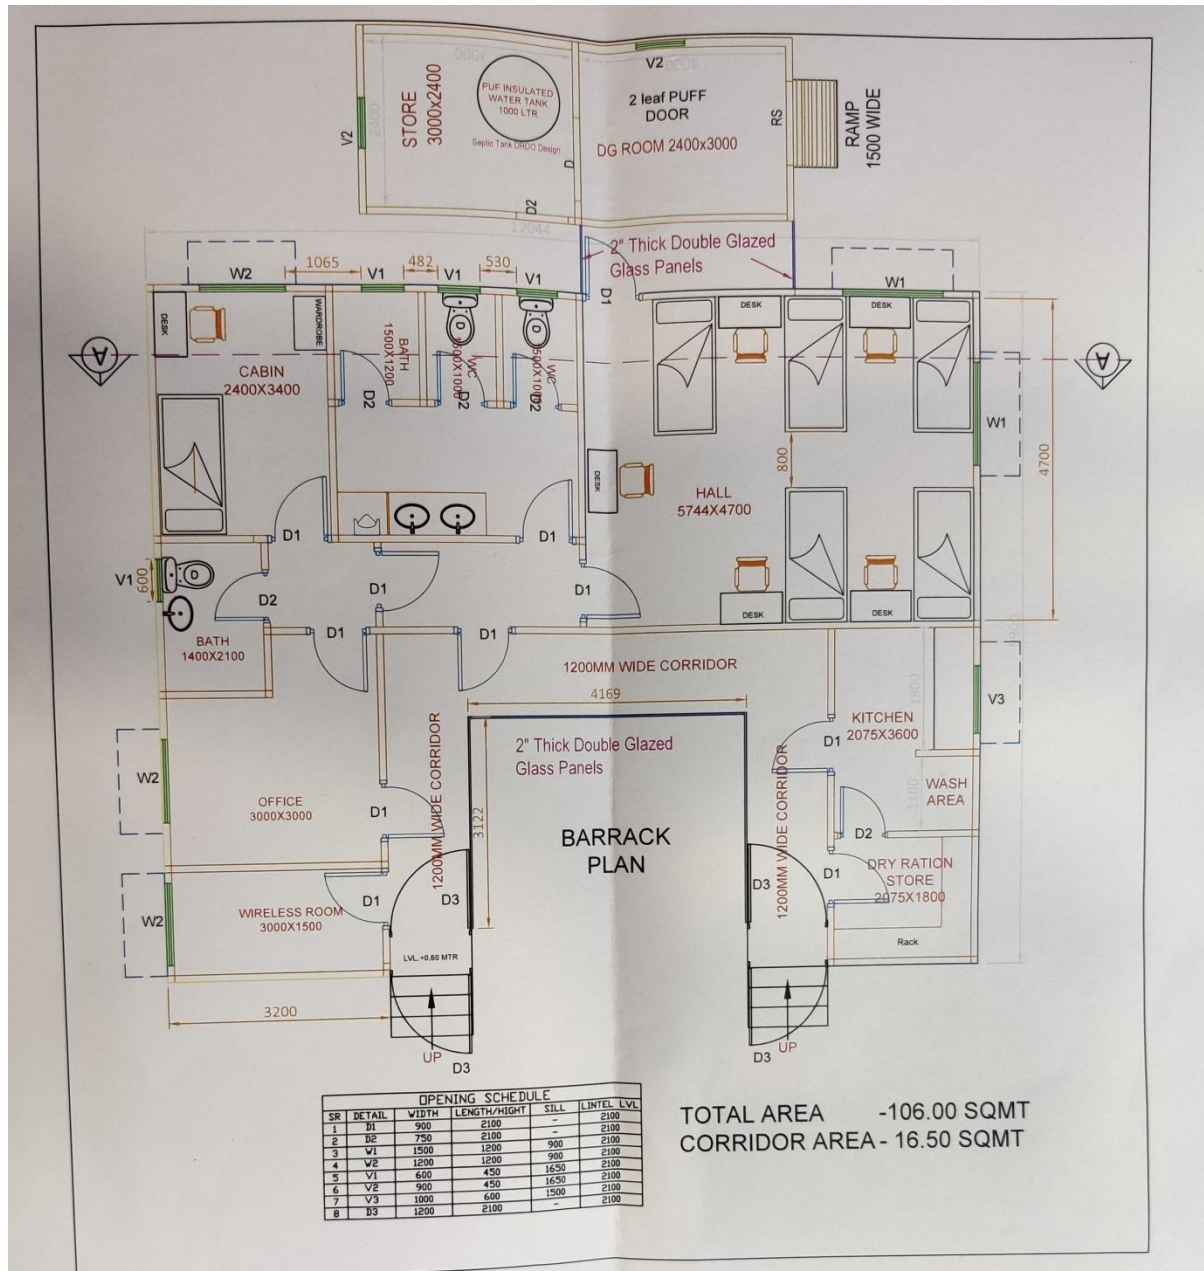 3000
3000
V2
STORE
3000x2400
2400
V2
PUF INSULATED
WATER TANK
1000 LTR
Septic Tank DRDO Design
D
D2
2 leaf PUFF
DOOR
DG ROOM 2400x3000
RS
RAMP
1500 WIDE
12044
2" Thick Double Glazed
Glass Panels
W2
1065
V1
482
V1
530
V1
D1
W1
A
DESK
WARDROBE
CABIN
2400X3400
BATH
1500X1200
D2
WC
D2
WC
D2
DESK
DESK
A
W1
4700
800
DESK
HALL
5744X4700
D1
D1
V1
600
D2
D1
D1
DESK
DESK
BATH
1400X2100
D1
D1
1200MM WIDE CORRIDOR
4169
1800
KITCHEN
2075X3600
V3
D1
2" Thick Double Glazed
Glass Panels
1200MM WIDE CORRIDOR
3122
1200MM WIDE CORRIDOR
W2
OFFICE
3000X3000
D1
BARRACK
PLAN
1100
WASH
AREA
D2
DRY RATION
STORE
2075X1800
D1
Rack
W2
WIRELESS ROOM
3000X1500
D1
D3
D3
LVL.+0.60 MTR
3200
UP
D3
UP
D3
OPENING SCHEDULE
SR DETAIL WIDTH LENGTH/HIGHT SILL LINTEL LVL
1 D1 900 2100 - 2100
2 D2 750 2100 - 2100
3 W1 1500 1200 900 2100
4 W2 1200 1200 900 2100
5 V1 600 450 1650 2100
6 V2 900 450 1650 2100
7 V3 1000 600 1500 2100
8 D3 1200 2100 - 2100
TOTAL AREA -106.00 SQMT
CORRIDOR AREA - 16.50 SQMT